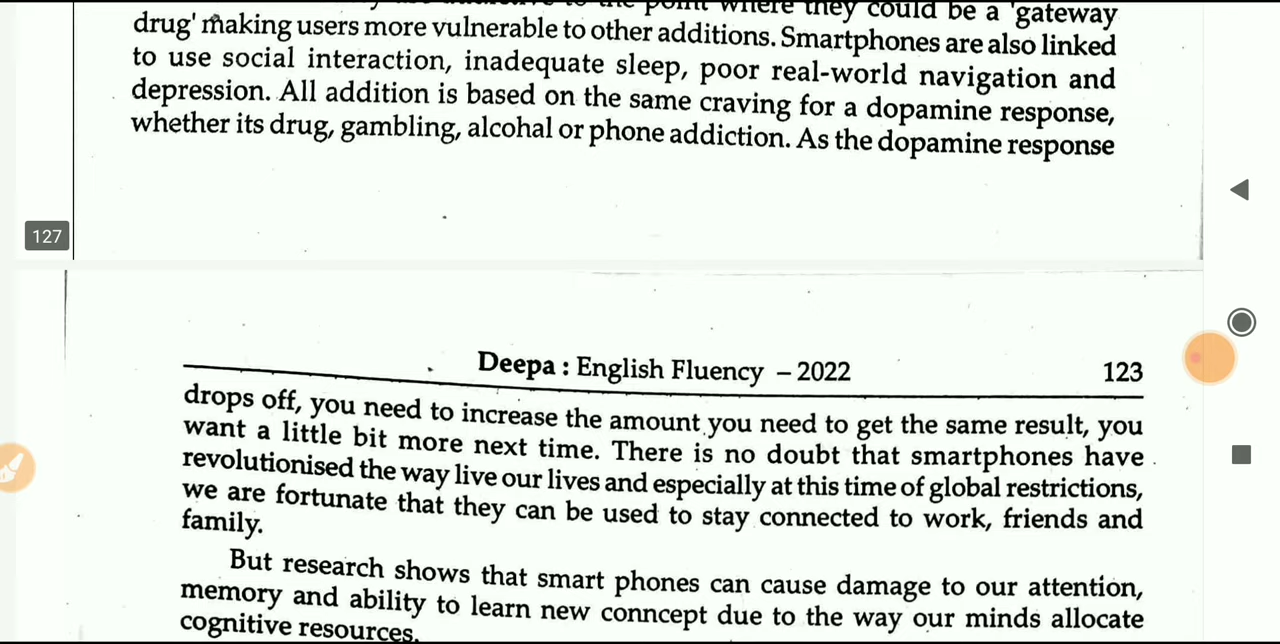 point where they could be a 'gateway
drug' making users more vulnerable to other additions. Smartphones are also linked
to use social interaction, inadequate sleep, poor real-world navigation and
depression. All addition is based on the same craving for a dopamine response,
whether its drug, gambling, alcohal or phone addiction. As the dopamine response
127
Deepa : English Fluency – 2022 123
drops off, you need to increase the amount you need to get the same result, you
want a little bit more next time. There is no doubt that smartphones have
revolutionised the way live our lives and especially at this time of global restrictions,
we are fortunate that they can be used to stay connected to work, friends and
family.
But research shows that smart phones can cause damage to our attention,
memory and ability to learn new conncept due to the way our minds allocate
cognitive resources.